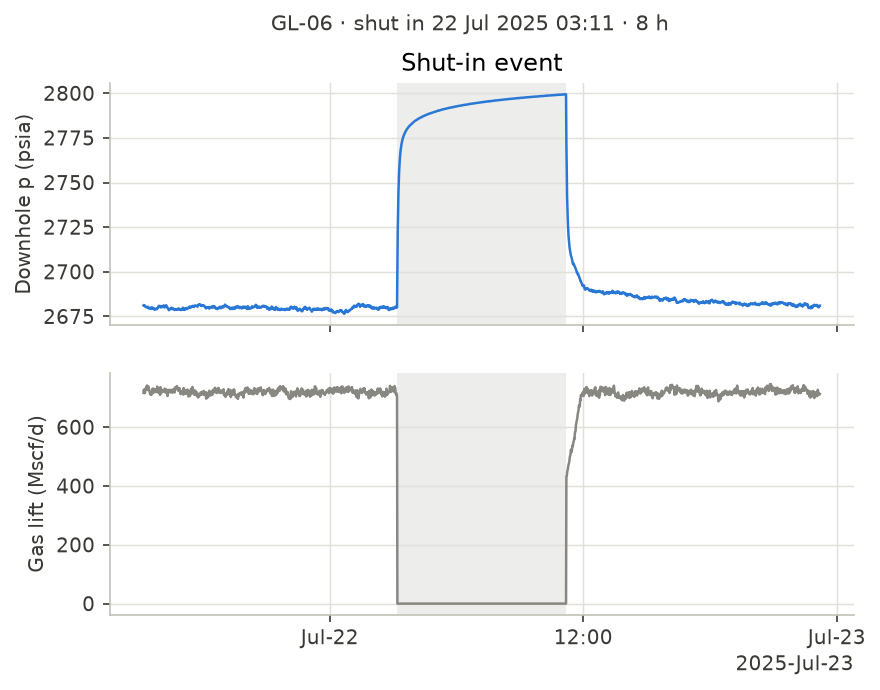 GL-06 · shut in 22 Jul 2025 03:11 · 8 h
Shut-in event
Downhole p (psia)
2800
2775
2750
2725
2700
2675
Gas lift (Mscf/d)
600
400
200
0
Jul-22
12:00
Jul-23
2025-Jul-23